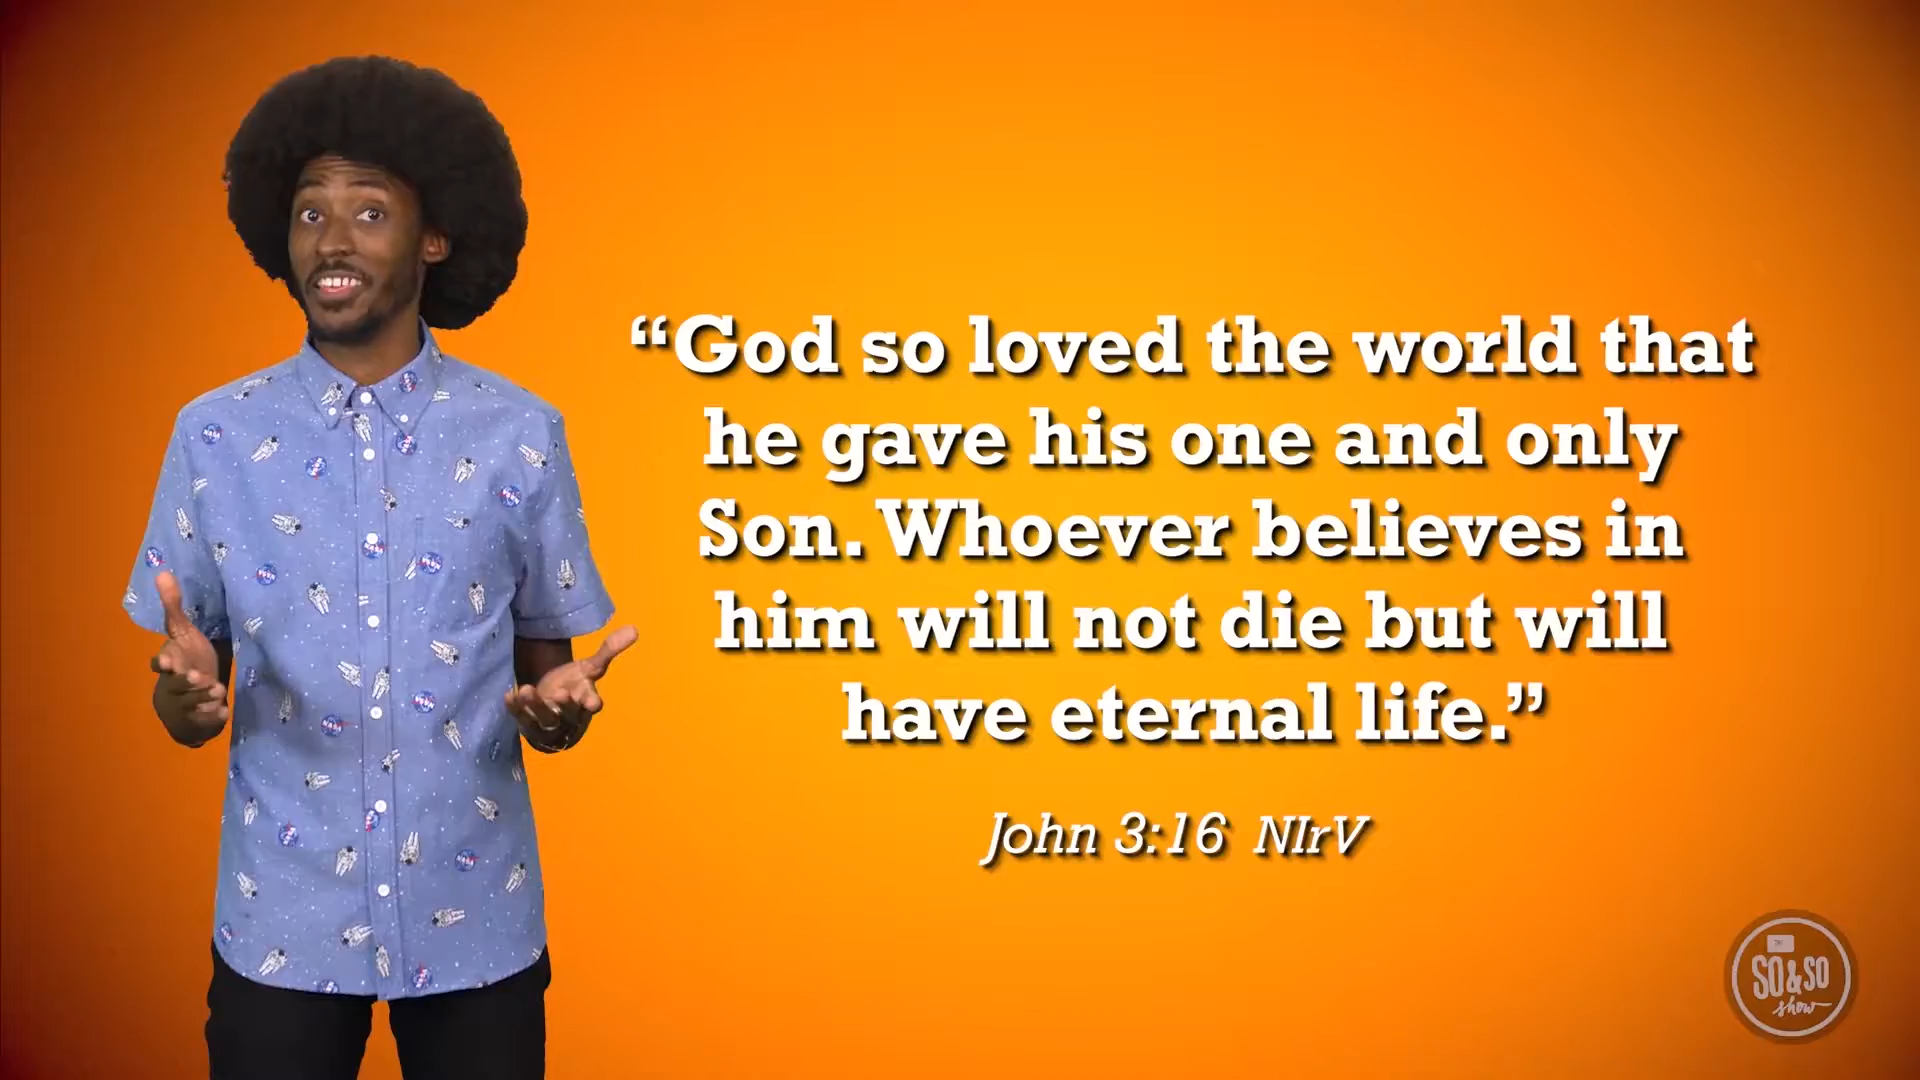 “God so loved the world that
he gave his one and only
Son. Whoever believes in
him will not die but will
have eternal life.”
John 3:16 NIrV
SO & SO
show